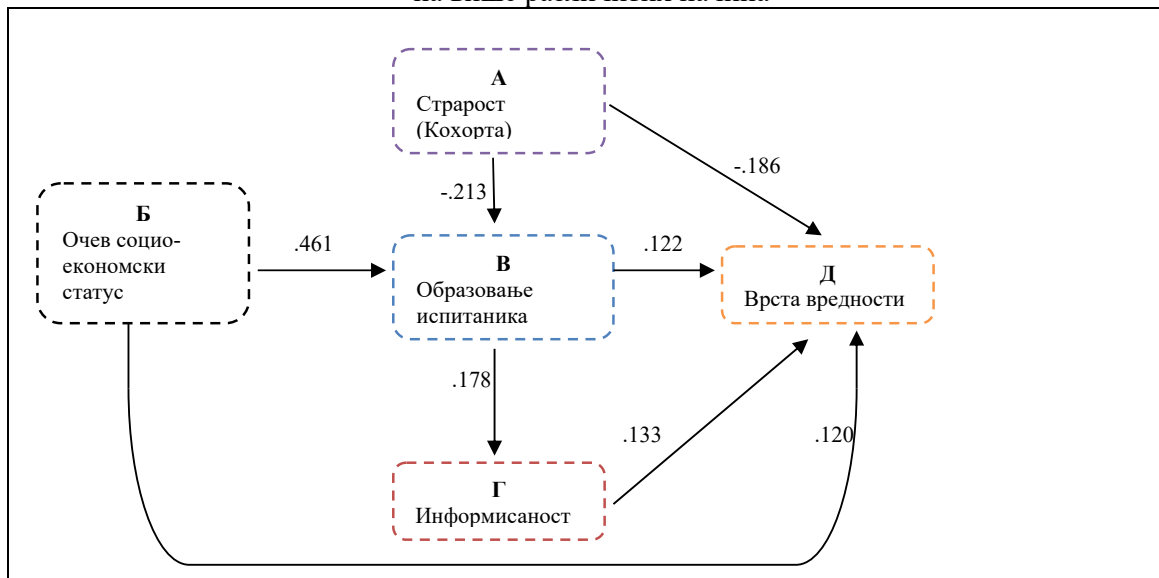 А
Страрост
(Кохорта)
-.186
-.213
Б
Очев социо-
економски
статус
.461
В
Образовање
испитаника
.122
Д
Врста вредности
.178
.133
.120
Г
Информисаност